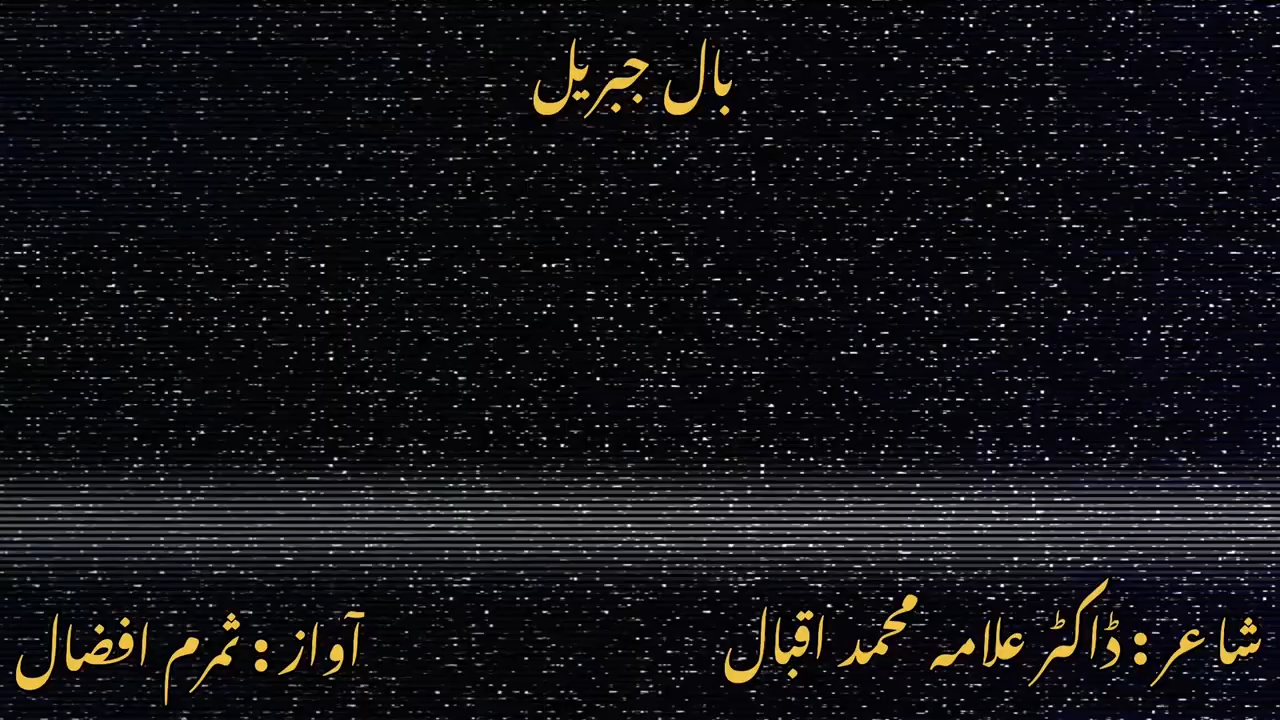 بال جبریل
شاعر: ڈاکٹر علامہ محمد اقبال
آواز: ثمرم افضال